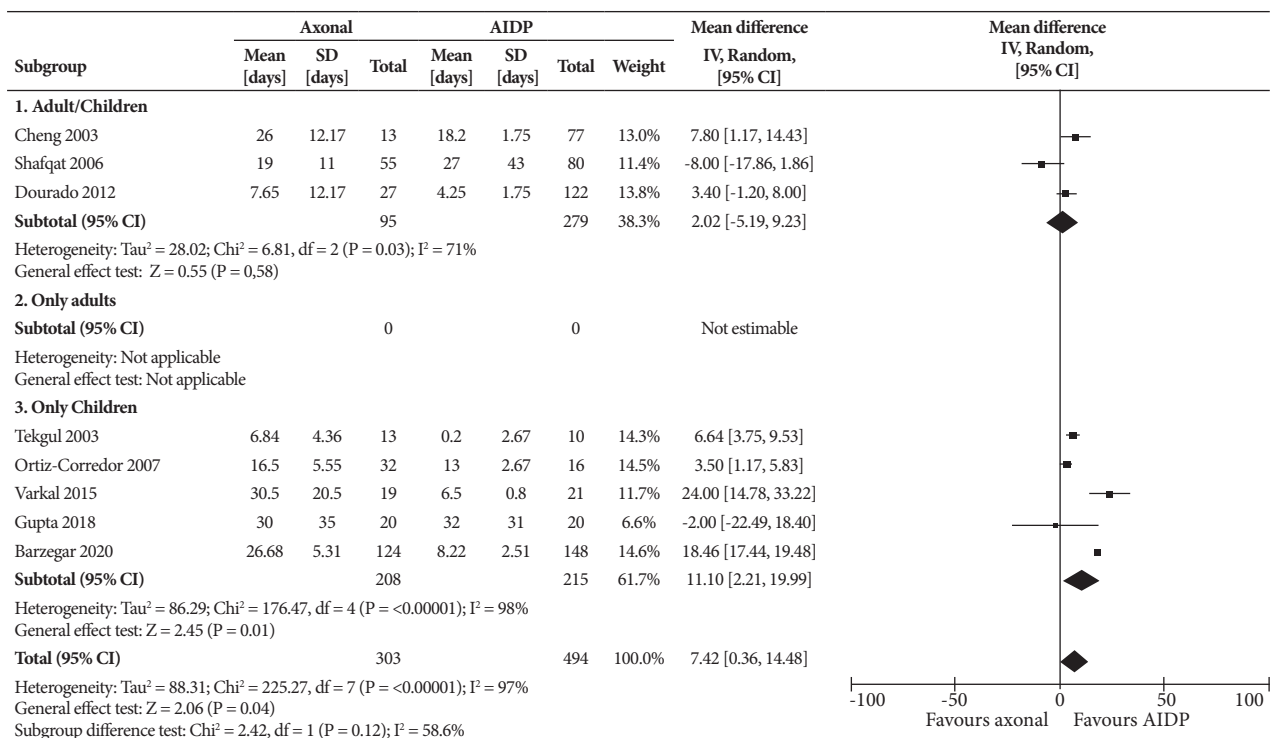 Axonal AIDP Mean difference Mean difference
Subgroup Mean [days] SD [days] Total Mean [days] SD [days] Total Weight IV, Random, [95% CI] IV, Random, [95% CI]
1. Adult/Children
Cheng 2003 26 12.17 13 18.2 1.75 77 13.0% 7.80 [1.17, 14.43]
Shafqat 2006 19 11 55 27 43 80 11.4% -8.00 [-17.86, 1.86]
Dourado 2012 7.65 12.17 27 4.25 1.75 122 13.8% 3.40 [-1.20, 8.00]
Subtotal (95% CI) 95 279 38.3% 2.02 [-5.19, 9.23]
Heterogeneity: Tau² = 28.02; Chi² = 6.81, df = 2 (P = 0.03); I² = 71%
General effect test: Z = 0.55 (P = 0,58)
2. Only adults
Subtotal (95% CI) 0 0 Not estimable
Heterogeneity: Not applicable
General effect test: Not applicable
3. Only Children
Tekgul 2003 6.84 4.36 13 0.2 2.67 10 14.3% 6.64 [3.75, 9.53]
Ortiz-Corredor 2007 16.5 5.55 32 13 2.67 16 14.5% 3.50 [1.17, 5.83]
Varkal 2015 30.5 20.5 19 6.5 0.8 21 11.7% 24.00 [14.78, 33.22]
Gupta 2018 30 35 20 32 31 20 6.6% -2.00 [-22.49, 18.40]
Barzegar 2020 26.68 5.31 124 8.22 2.51 148 14.6% 18.46 [17.44, 19.48]
Subtotal (95% CI) 208 215 61.7% 11.10 [2.21, 19.99]
Heterogeneity: Tau² = 86.29; Chi² = 176.47, df = 4 (P = <0.00001); I² = 98%
General effect test: Z = 2.45 (P = 0.01)
Total (95% CI) 303 494 100.0% 7.42 [0.36, 14.48]
Heterogeneity: Tau² = 88.31; Chi² = 225.27, df = 7 (P = <0.00001); I² = 97%
General effect test: Z = 2.06 (P = 0.04)
Subgroup difference test: Chi² = 2.42, df = 1 (P = 0.12); I² = 58.6%
-100 -50 0 50 100
Favours axonal Favours AIDP